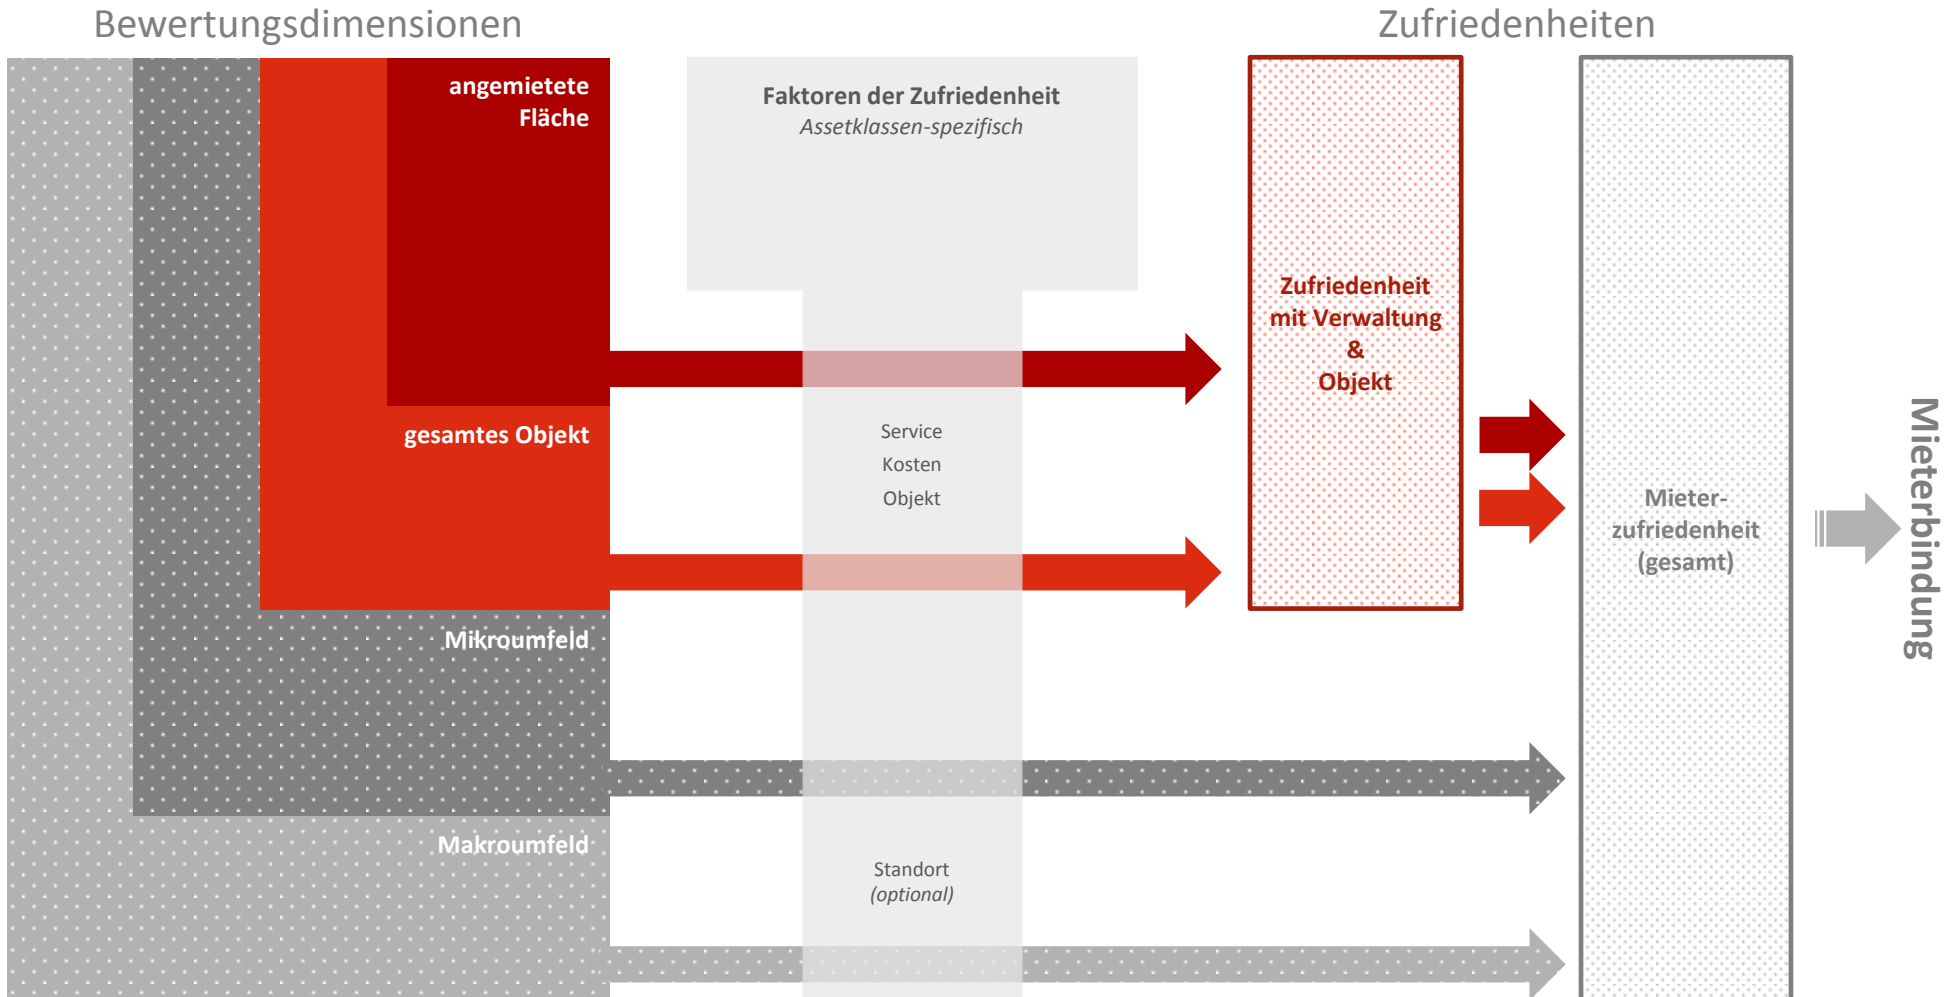 Bewertungsdimensionen
Zufriedenheiten
angemietete
Fläche
gesamtes Objekt
Mikroumfeld
Makroumfeld
Faktoren der Zufriedenheit
Assetklassen-spezifisch
Service
Kosten
Objekt
Standort
(optional)
Zufriedenheit
mit Verwaltung
&
Objekt
Mieter-
zufriedenheit
(gesamt)
Mieterbindung